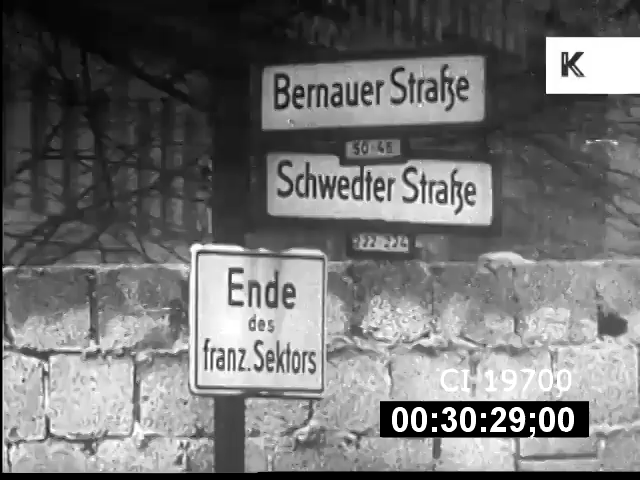 K
Bernauer Straße
50-48
Schwedter Straße
222-224
Ende
des
franz. Sektors
CI 19700
00:30:29;00